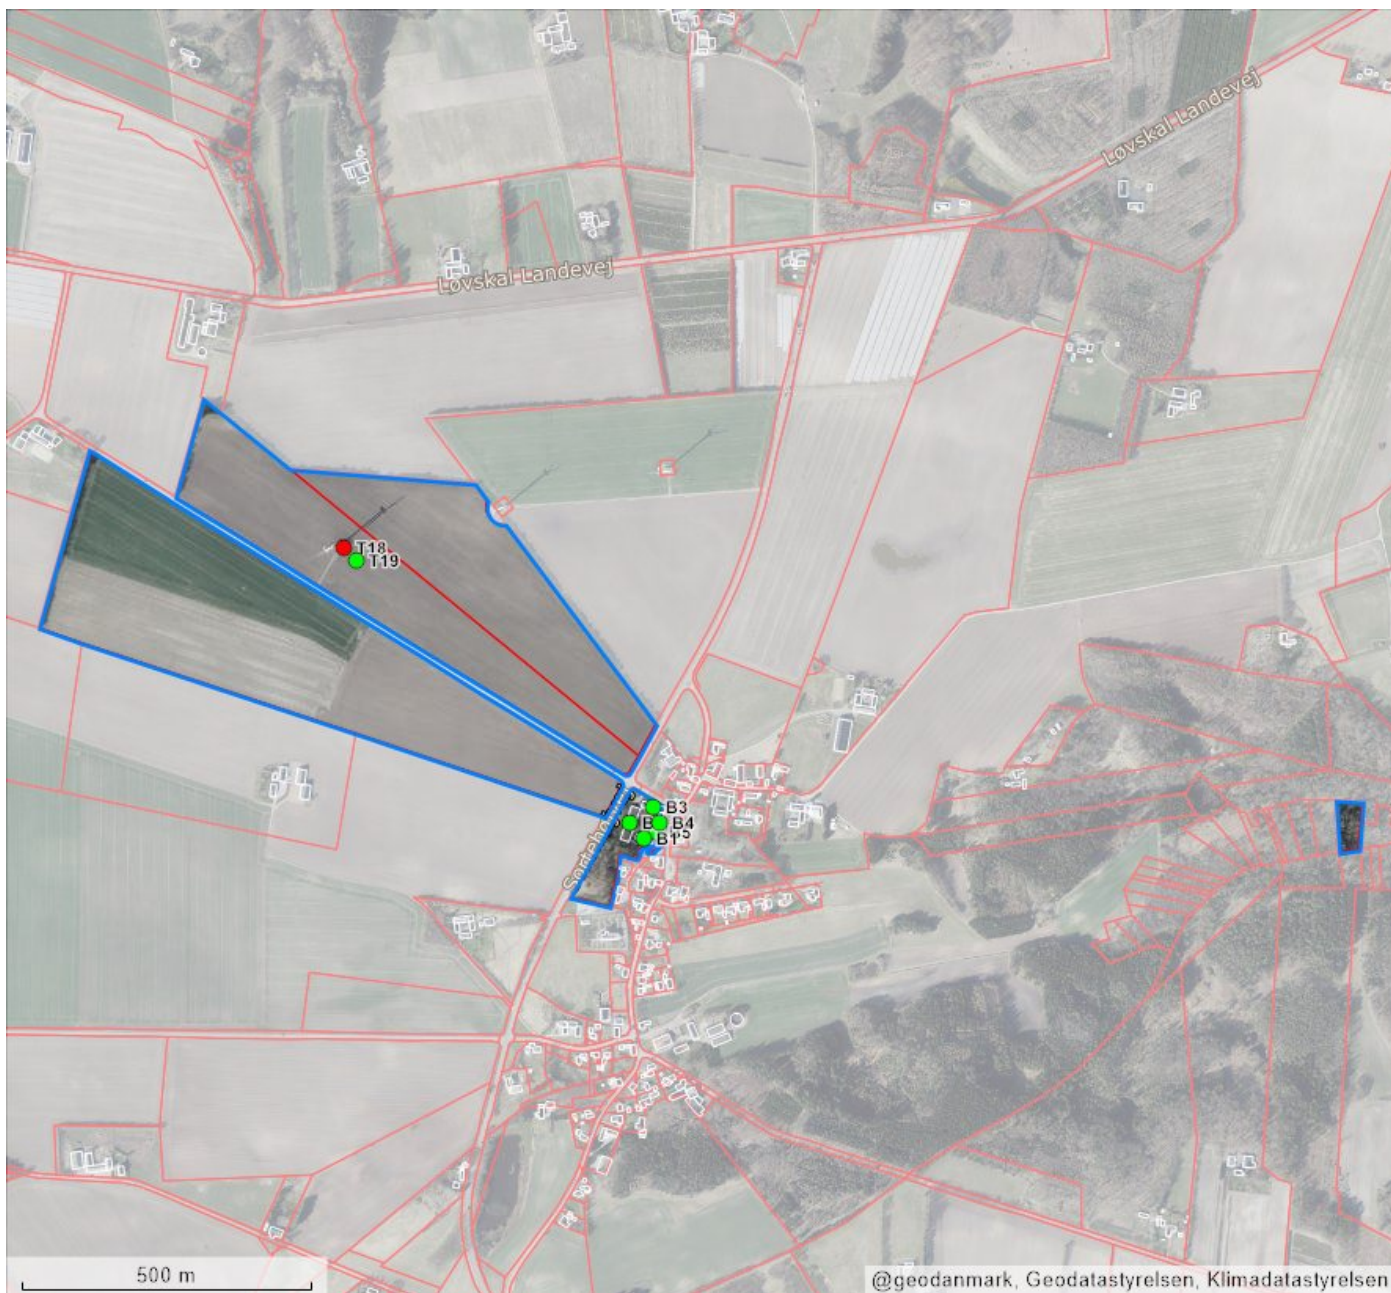 Løvskal Landevej
Løvskal Landevej
T18
T19
B3
B4
B1
500 m
@geodanmark, Geodatastyrelsen, Klimadatastyrelsen